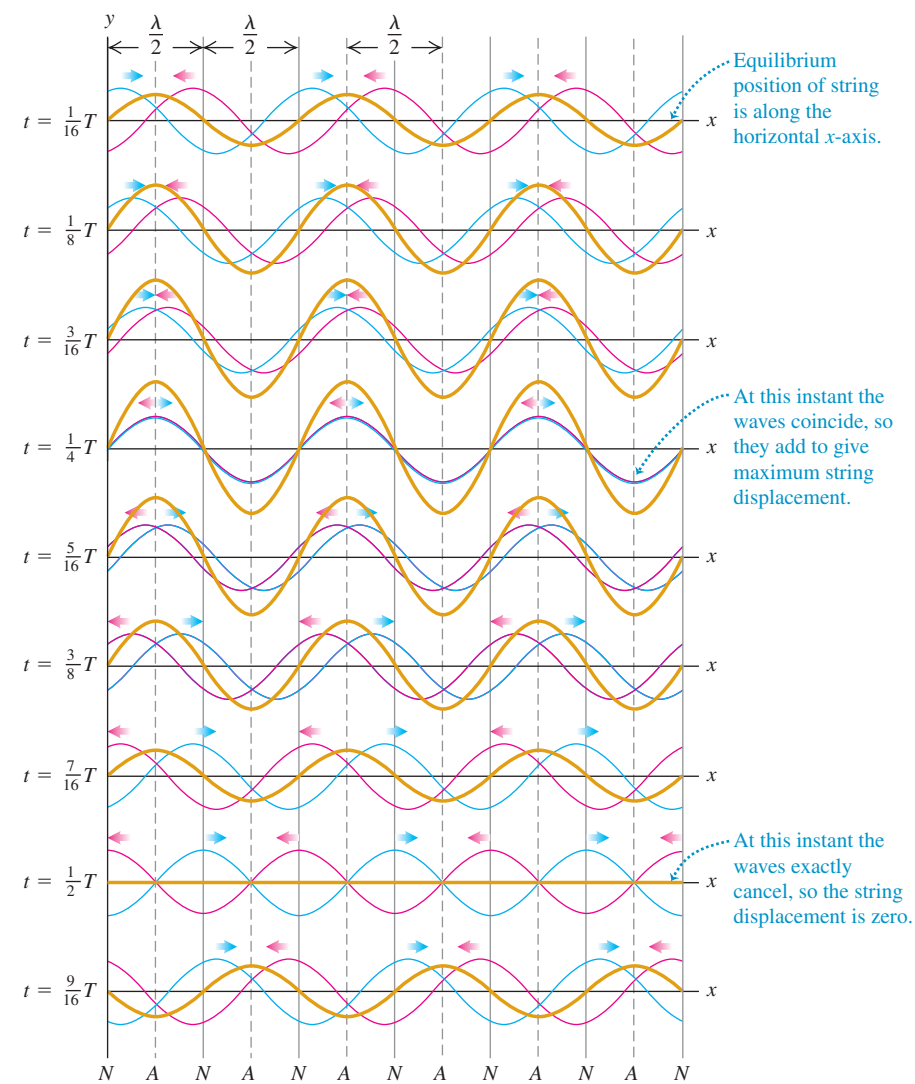 y
λ/2 λ/2 λ/2
t = 1/16 T
x
Equilibrium
position of string
is along the
horizontal x-axis.
t = 1/8 T
x
t = 3/16 T
x
t = 1/4 T
x
At this instant the
waves coincide, so
they add to give
maximum string
displacement.
t = 5/16 T
x
t = 3/8 T
x
t = 7/16 T
x
t = 1/2 T
x
At this instant the
waves exactly
cancel, so the string
displacement is zero.
t = 9/16 T
x
N A N A N A N A N A N A N